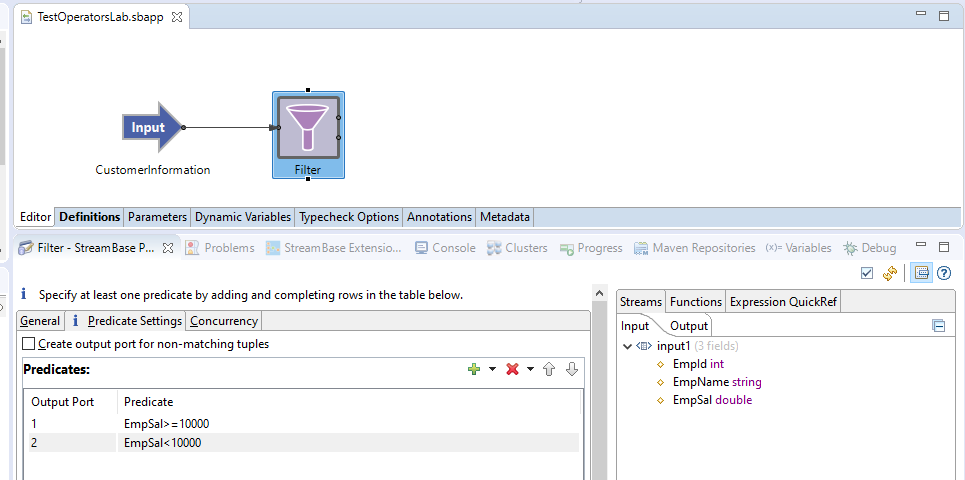 TestOperatorsLab.sbapp
Input
CustomerInformation
Filter
Editor Definitions Parameters Dynamic Variables Typecheck Options Annotations Metadata
Filter - StreamBase P... Problems StreamBase Extensio... Console Clusters Progress Maven Repositories (x)= Variables Debug
Specify at least one predicate by adding and completing rows in the table below.
General Predicate Settings Concurrency
Create output port for non-matching tuples
Predicates:
Output Port Predicate
1 EmpSal>=10000
2 EmpSal<10000
Streams Functions Expression QuickRef
Input Output
input1 (3 fields)
EmpId int
EmpName string
EmpSal double